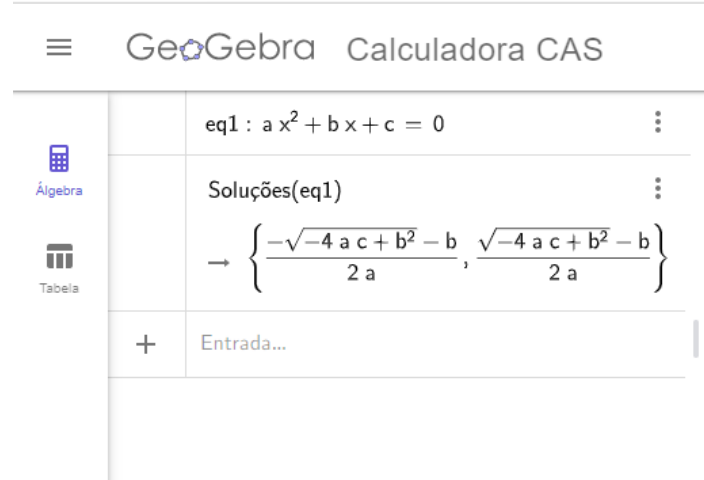 GeoGebra Calculadora CAS
eq1 : a x² + b x + c = 0
Álgebra
Soluções(eq1)
→ { (−√(−4 a c + b²) − b) / (2 a) , (√(−4 a c + b²) − b) / (2 a) }
Tabela
+ Entrada...